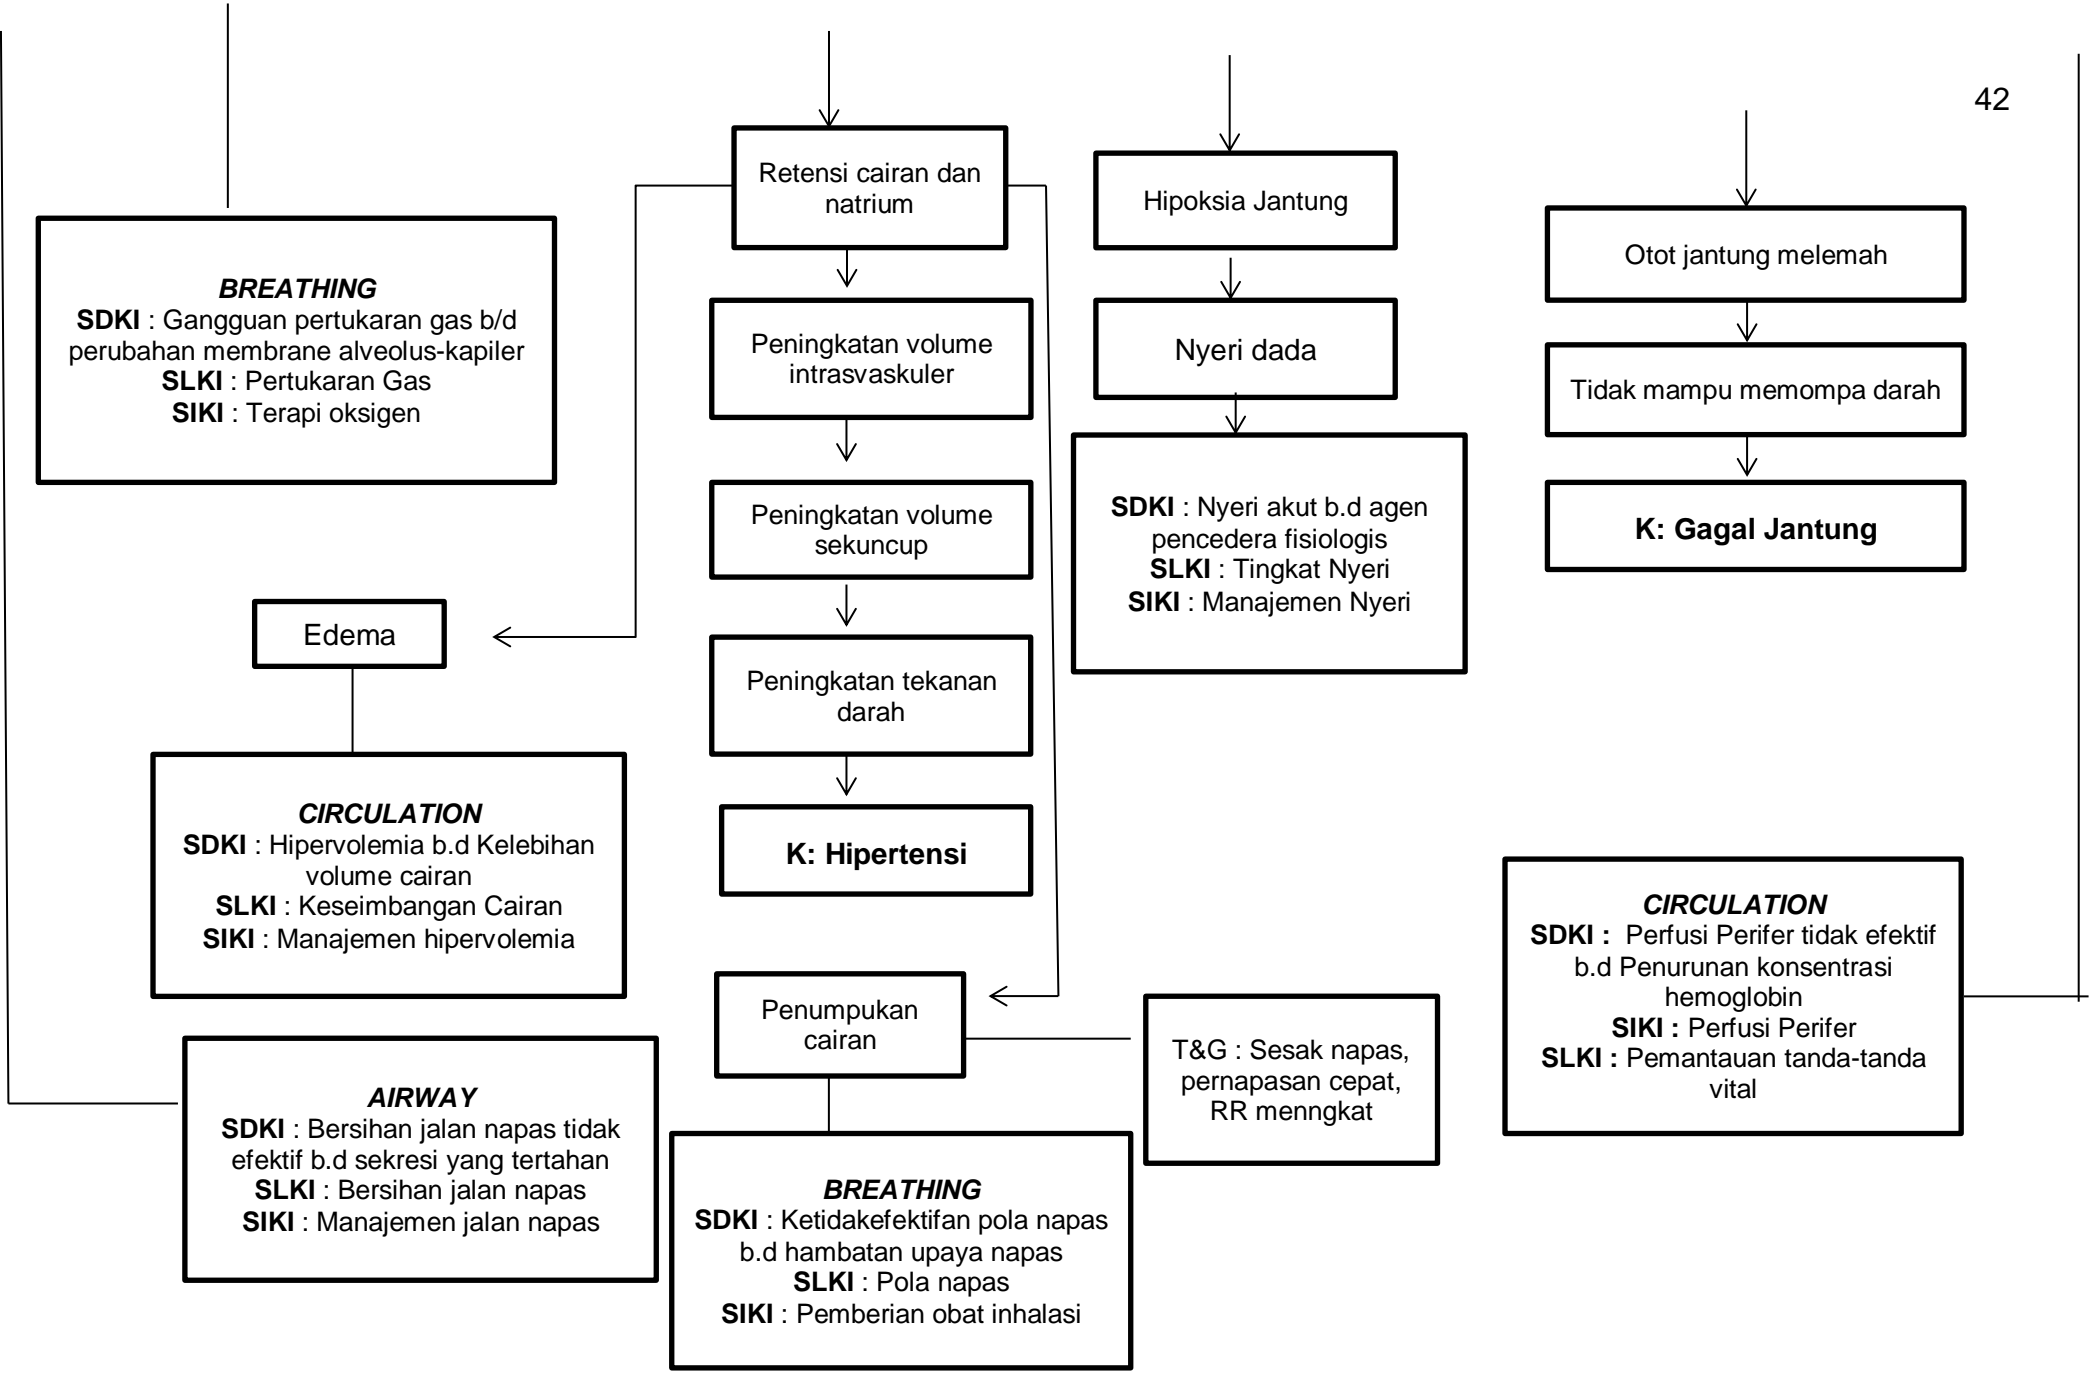 42
Retensi cairan dan
natrium
Hipoksia Jantung
Otot jantung melemah
BREATHING
SDKI : Gangguan pertukaran gas b/d
perubahan membrane alveolus-kapiler
SLKI : Pertukaran Gas
SIKI : Terapi oksigen
Peningkatan volume
intrasvaskuler
Nyeri dada
Tidak mampu memompa darah
Peningkatan volume
sekuncup
SDKI : Nyeri akut b.d agen
pencedera fisiologis
SLKI : Tingkat Nyeri
SIKI : Manajemen Nyeri
K: Gagal Jantung
Edema
Peningkatan tekanan
darah
CIRCULATION
SDKI : Hipervolemia b.d Kelebihan
volume cairan
SLKI : Keseimbangan Cairan
SIKI : Manajemen hipervolemia
K: Hipertensi
CIRCULATION
SDKI :  Perfusi Perifer tidak efektif
b.d Penurunan konsentrasi
hemoglobin
SIKI : Perfusi Perifer
SLKI : Pemantauan tanda-tanda
vital
Penumpukan
cairan
T&G : Sesak napas,
pernapasan cepat,
RR menngkat
AIRWAY
SDKI : Bersihan jalan napas tidak
efektif b.d sekresi yang tertahan
SLKI : Bersihan jalan napas
SIKI : Manajemen jalan napas
BREATHING
SDKI : Ketidakefektifan pola napas
b.d hambatan upaya napas
SLKI : Pola napas
SIKI : Pemberian obat inhalasi